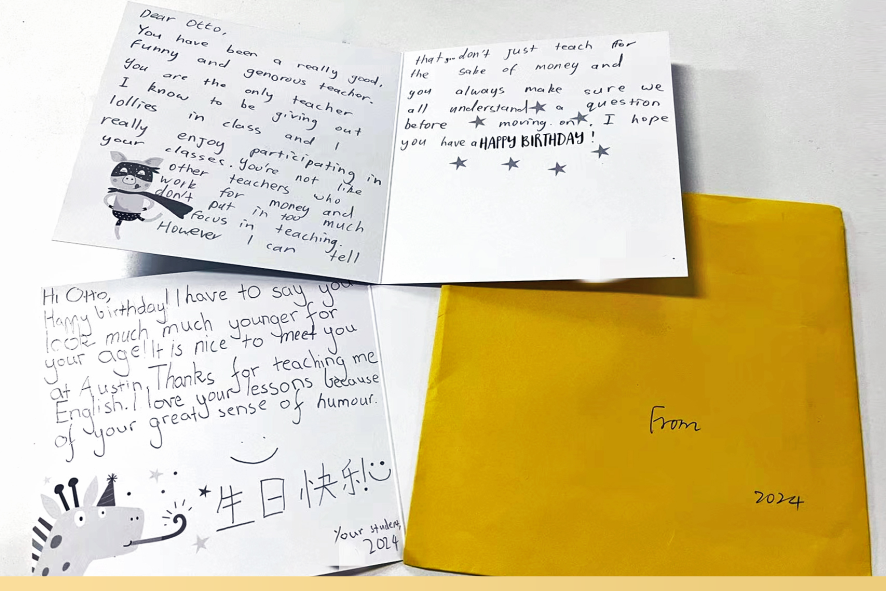 Dear Otto,
You have been a really good,
funny and genorous teacher.
You are the only teacher
I know to be giving out
lollies in class and I
really enjoy participating in
your classes. You're not like
other teachers who
work for money and
don't put in too much
focus in teaching.
However I can tell
that you don't just teach for
the sake of money and
you always make sure we
all understand a question
before moving on. I hope
you have a HAPPY BIRTHDAY!
Hi Otto,
Happy birthday! I have to say you
look much much younger for
your age! It is nice to meet you
at Austin. Thanks for teaching me
English. I love your lessons because
of your great sense of humour.
生日快乐!
Your student,
2024
From
2024